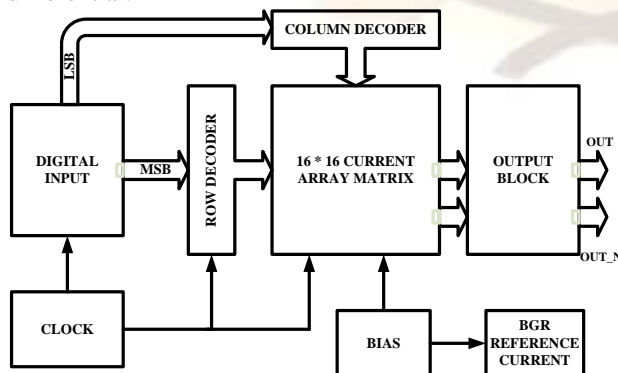 COLUMN DECODER
LSB
DIGITAL
INPUT
MSB
ROW DECODER
16 * 16 CURRENT
ARRAY MATRIX
OUTPUT
BLOCK
OUT
OUT_N
CLOCK
BIAS
BGR
REFERENCE
CURRENT